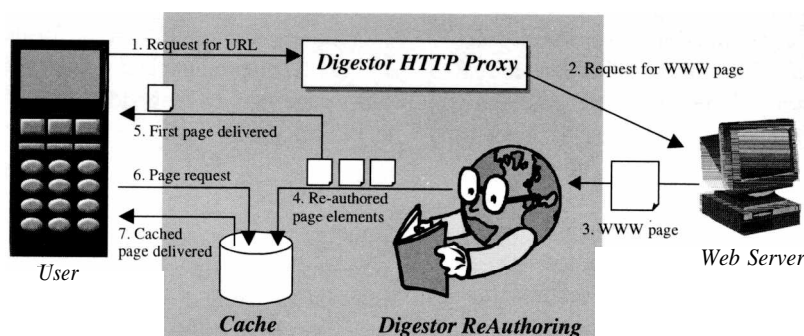 1. Request for URL
Digestor HTTP Proxy
2. Request for WWW page
5. First page delivered
6. Page request
4. Re-authored
page elements
7. Cached
page delivered
3. WWW page
User
Web Server
Cache
Digestor ReAuthoring